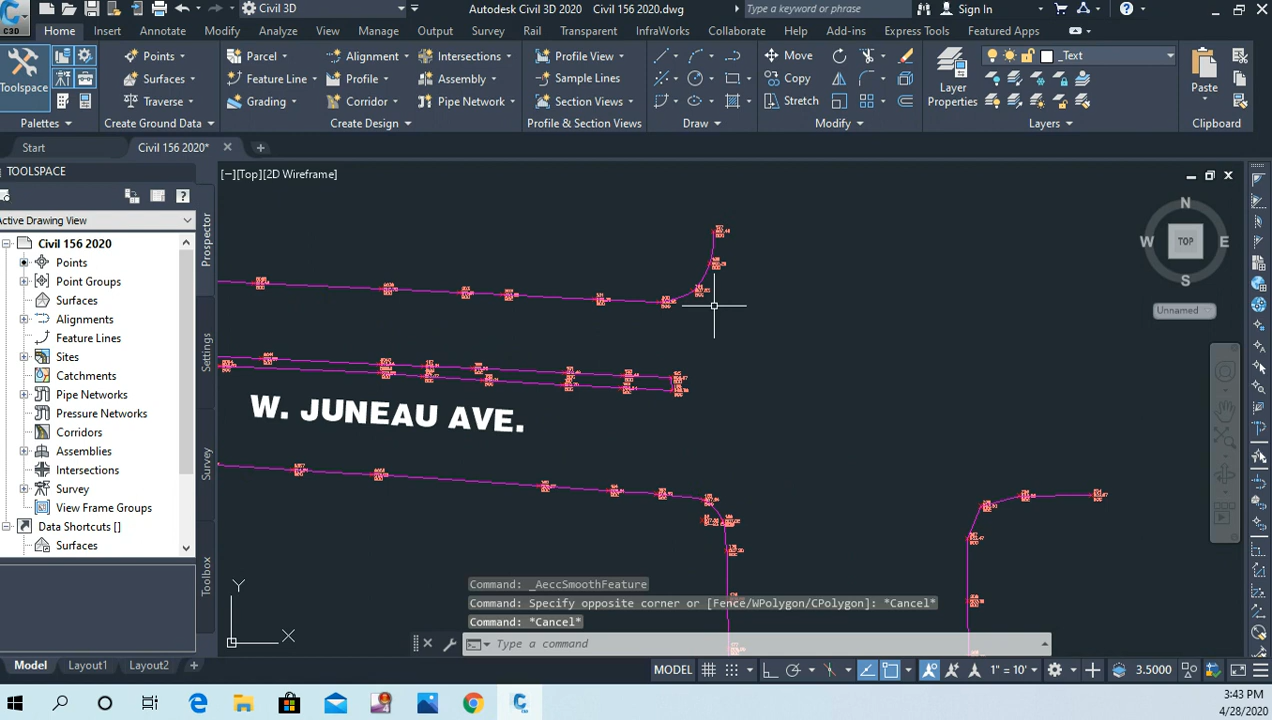 Civil 3D
Autodesk Civil 3D 2020 Civil 156 2020.dwg
Type a keyword or phrase
Sign In
C3D
Home Insert Annotate Modify Analyze View Manage Output Survey Rail Transparent InfraWorks Collaborate Help Add-ins Express Tools Featured Apps
Toolspace
Palettes
Points
Surfaces
Traverse
Create Ground Data
Parcel
Feature Line
Grading
Alignment
Profile
Corridor
Intersections
Assembly
Pipe Network
Create Design
Profile View
Sample Lines
Section Views
Profile & Section Views
Draw
Move
Copy
Stretch
Modify
Layer
Properties
_Text
Layers
Paste
Clipboard
Start
Civil 156 2020*
TOOLSPACE
Active Drawing View
Civil 156 2020
Points
Point Groups
Surfaces
Alignments
Feature Lines
Sites
Catchments
Pipe Networks
Pressure Networks
Corridors
Assemblies
Intersections
Survey
View Frame Groups
Data Shortcuts []
Surfaces
Prospector
Settings
Survey
Toolbox
[−][Top][2D Wireframe]
N
W
TOP
E
S
Unnamed
W. JUNEAU AVE.
Y
X
Command: _AeccSmoothFeature
Command: Specify opposite corner or [Fence/WPolygon/CPolygon]: *Cancel*
Command: *Cancel*
Type a command
Model Layout1 Layout2
MODEL
1" = 10'
3.5000
3:43 PM
4/28/2020